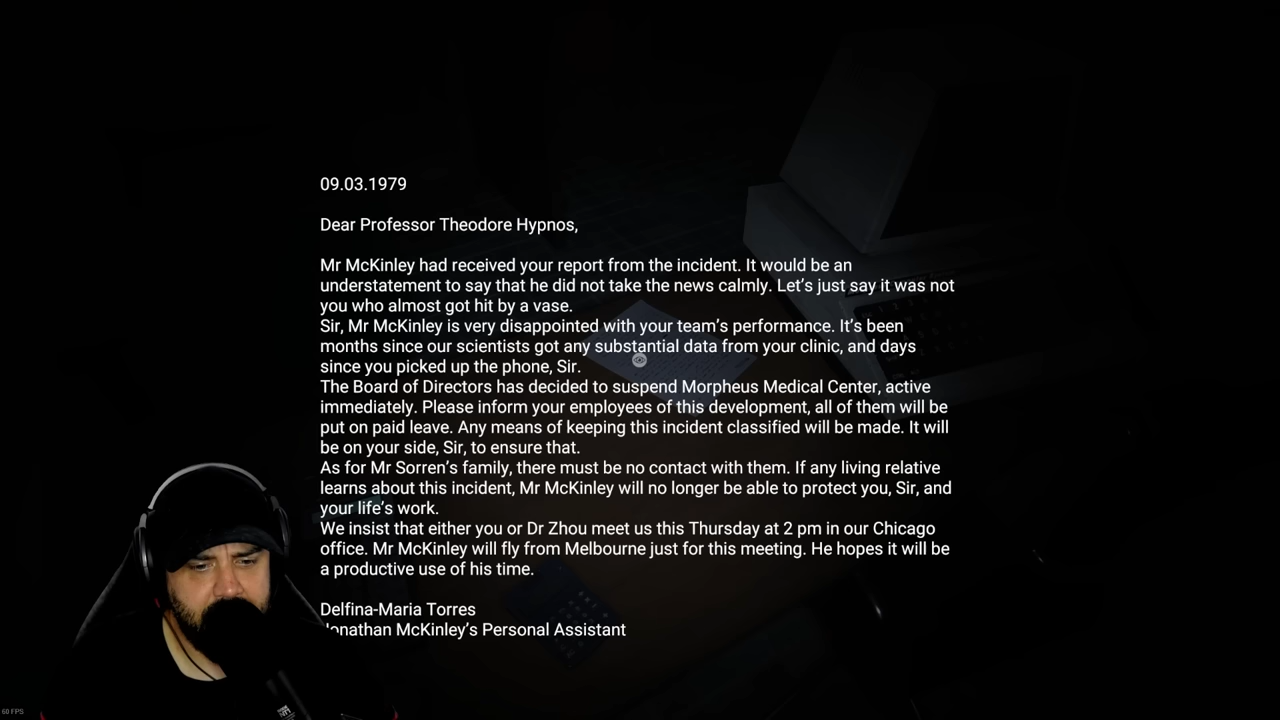 09.03.1979
Dear Professor Theodore Hypnos,
Mr McKinley had received your report from the incident. It would be an
understatement to say that he did not take the news calmly. Let's just say it was not
you who almost got hit by a vase.
Sir, Mr McKinley is very disappointed with your team's performance. It's been
months since our scientists got any substantial data from your clinic, and days
since you picked up the phone, Sir.
The Board of Directors has decided to suspend Morpheus Medical Center, active
immediately. Please inform your employees of this development, all of them will be
put on paid leave. Any means of keeping this incident classified will be made. It will
be on your side, Sir, to ensure that.
As for Mr Sorren's family, there must be no contact with them. If any living relative
learns about this incident, Mr McKinley will no longer be able to protect you, Sir, and
your life's work.
We insist that either you or Dr Zhou meet us this Thursday at 2 pm in our Chicago
office. Mr McKinley will fly from Melbourne just for this meeting. He hopes it will be
a productive use of his time.
Delfina-Maria Torres
Jonathan McKinley's Personal Assistant
60 FPS